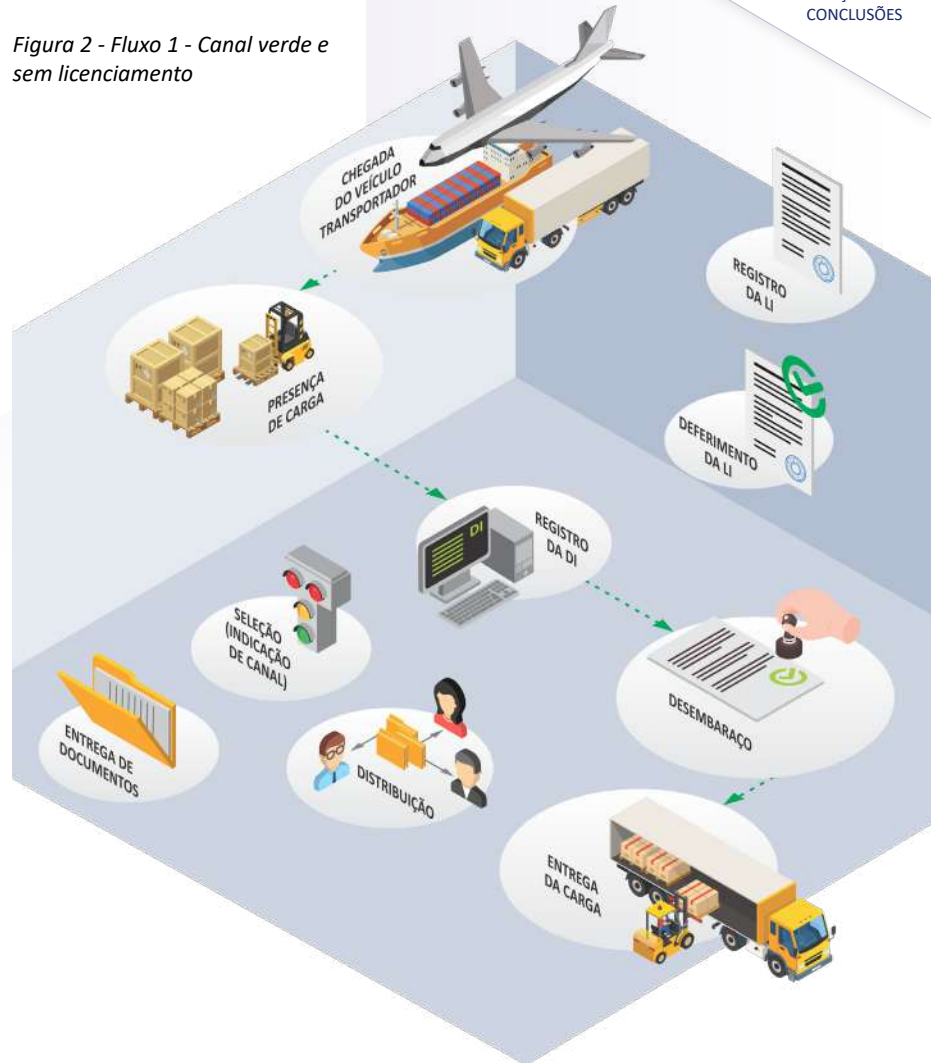 CONCLUSÕES
Figura 2 - Fluxo 1 - Canal verde e
sem licenciamento
CHEGADA
DO VEÍCULO
TRANSPORTADOR
REGISTRO
DA LI
PRESENÇA
DE CARGA
DEFERIMENTO
DA LI
DI
REGISTRO
DA DI
SELEÇÃO
(INDICAÇÃO
DE CANAL)
DESEMBARAÇO
ENTREGA DE
DOCUMENTOS
DISTRIBUIÇÃO
ENTREGA
DA CARGA